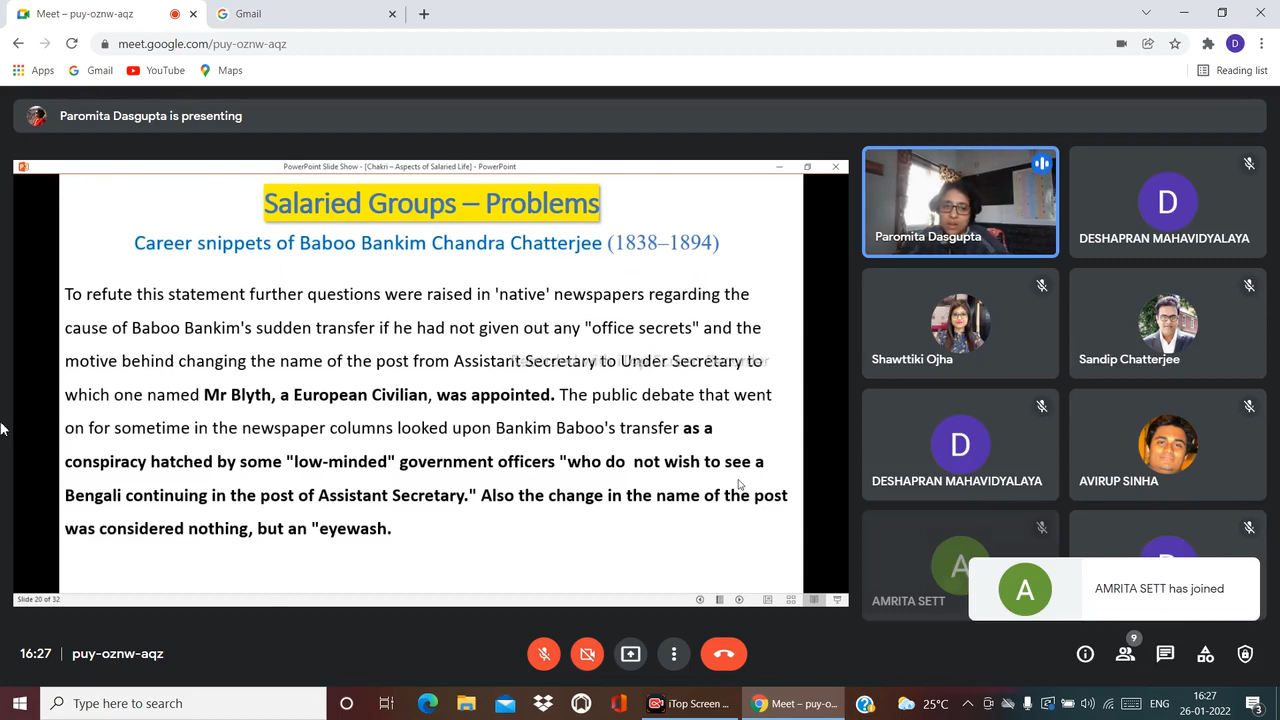 Meet – puy-oznw-aqz
Gmail
meet.google.com/puy-oznw-aqz
Apps
Gmail
YouTube
Maps
Reading list
Paromita Dasgupta is presenting
PowerPoint Slide Show - [Chakri – Aspects of Salaried Life] - PowerPoint
Salaried Groups – Problems
Career snippets of Baboo Bankim Chandra Chatterjee (1838–1894)
To refute this statement further questions were raised in 'native' newspapers regarding the
cause of Baboo Bankim's sudden transfer if he had not given out any "office secrets" and the
motive behind changing the name of the post from Assistant Secretary to Under Secretary to
which one named Mr Blyth, a European Civilian, was appointed. The public debate that went
on for sometime in the newspaper columns looked upon Bankim Baboo's transfer as a
conspiracy hatched by some "low-minded" government officers "who do not wish to see a
Bengali continuing in the post of Assistant Secretary." Also the change in the name of the post
was considered nothing, but an "eyewash.
Slide 20 of 32
Paromita Dasgupta
D
DESHAPRAN MAHAVIDYALAYA
Shawttiki Ojha
Sandip Chatterjee
D
DESHAPRAN MAHAVIDYALAYA
AVIRUP SINHA
A
AMRITA SETT
A
AMRITA SETT has joined
16:27
puy-oznw-aqz
9
Type here to search
iTop Screen ...
Meet – puy-o...
25°C
ENG
16:27
26-01-2022
3